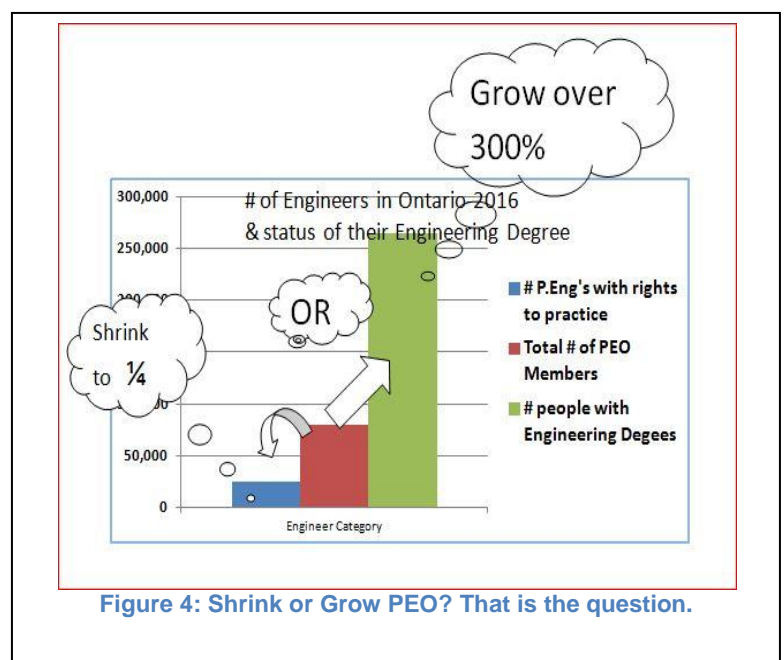 Grow over
300%
# of Engineers in Ontario 2016
& status of their Engineering Degree
300,000
250,000
50,000
0
Shrink
to ¼
OR
# P.Eng's with rights
to practice
Total # of PEO
Members
# people with
Engineering Degees
Engineer Category
Figure 4: Shrink or Grow PEO? That is the question.